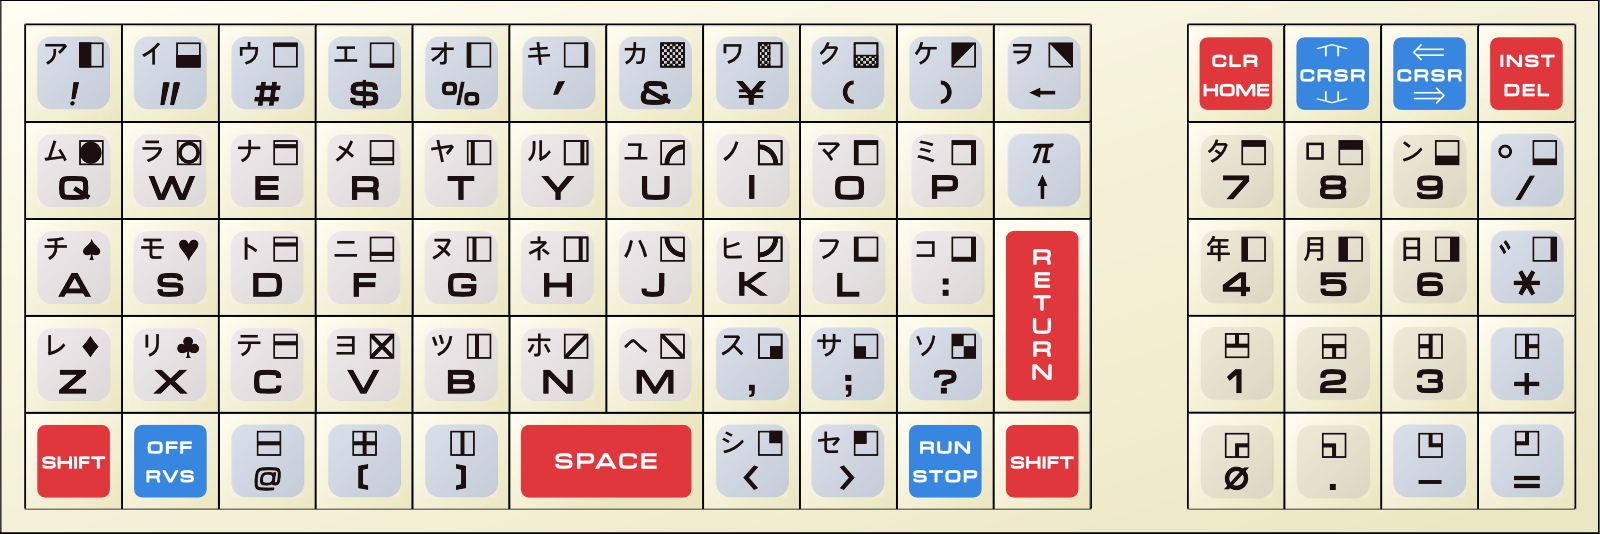 ア イ ウ エ オ キ カ ワ ク ケ ヲ CLR CRSR CRSR INST
! " # $ % ' & ¥ ( ) ← HOME DEL
ム ラ ナ メ ヤ ル ユ ノ マ ミ π タ ロ ン ゜
Q W E R T Y U I O P ↑ 7 8 9 /
チ ♠ モ ♥ ト ニ ヌ ネ ハ ヒ フ コ RETURN 年 月 日 ゛
A S D F G H J K L : 4 5 6 *
レ ♦ リ ♣ テ ヨ ツ ホ ヘ ス サ ソ
Z X C V B N M , ; ? 1 2 3 +
SHIFT OFF SPACE シ セ RUN SHIFT
RVS @ [ ] < > STOP Ø . - =